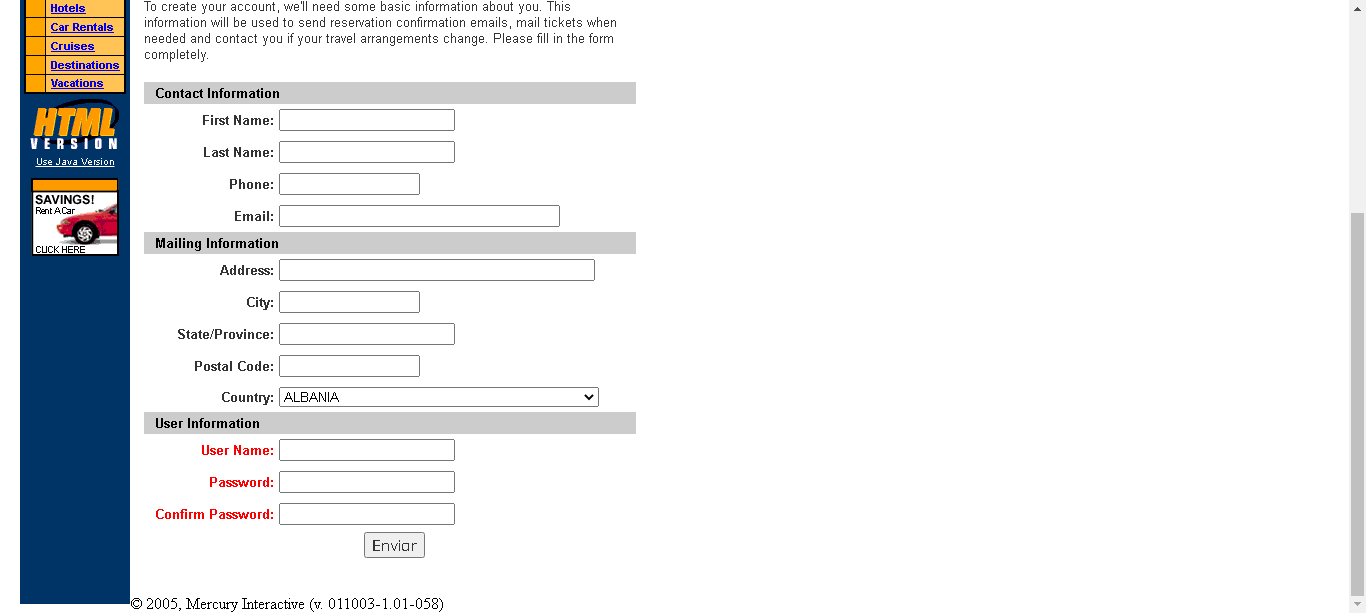 Hotels
Car Rentals
Cruises
Destinations
Vacations
HTML
VERSION
Use Java Version
SAVINGS!
Rent A Car
CLICK HERE
To create your account, we'll need some basic information about you. This
information will be used to send reservation confirmation emails, mail tickets when
needed and contact you if your travel arrangements change. Please fill in the form
completely.
Contact Information
First Name:
Last Name:
Phone:
Email:
Mailing Information
Address:
City:
State/Province:
Postal Code:
Country: ALBANIA
User Information
User Name:
Password:
Confirm Password:
Enviar
© 2005, Mercury Interactive (v. 011003-1.01-058)